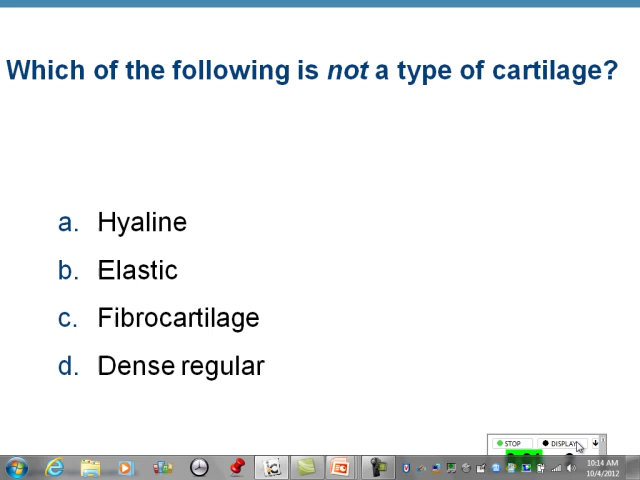 Which of the following is not a type of cartilage?
a. Hyaline
b. Elastic
c. Fibrocartilage
d. Dense regular
STOP DISPLAY
10:14 AM
10/4/2012